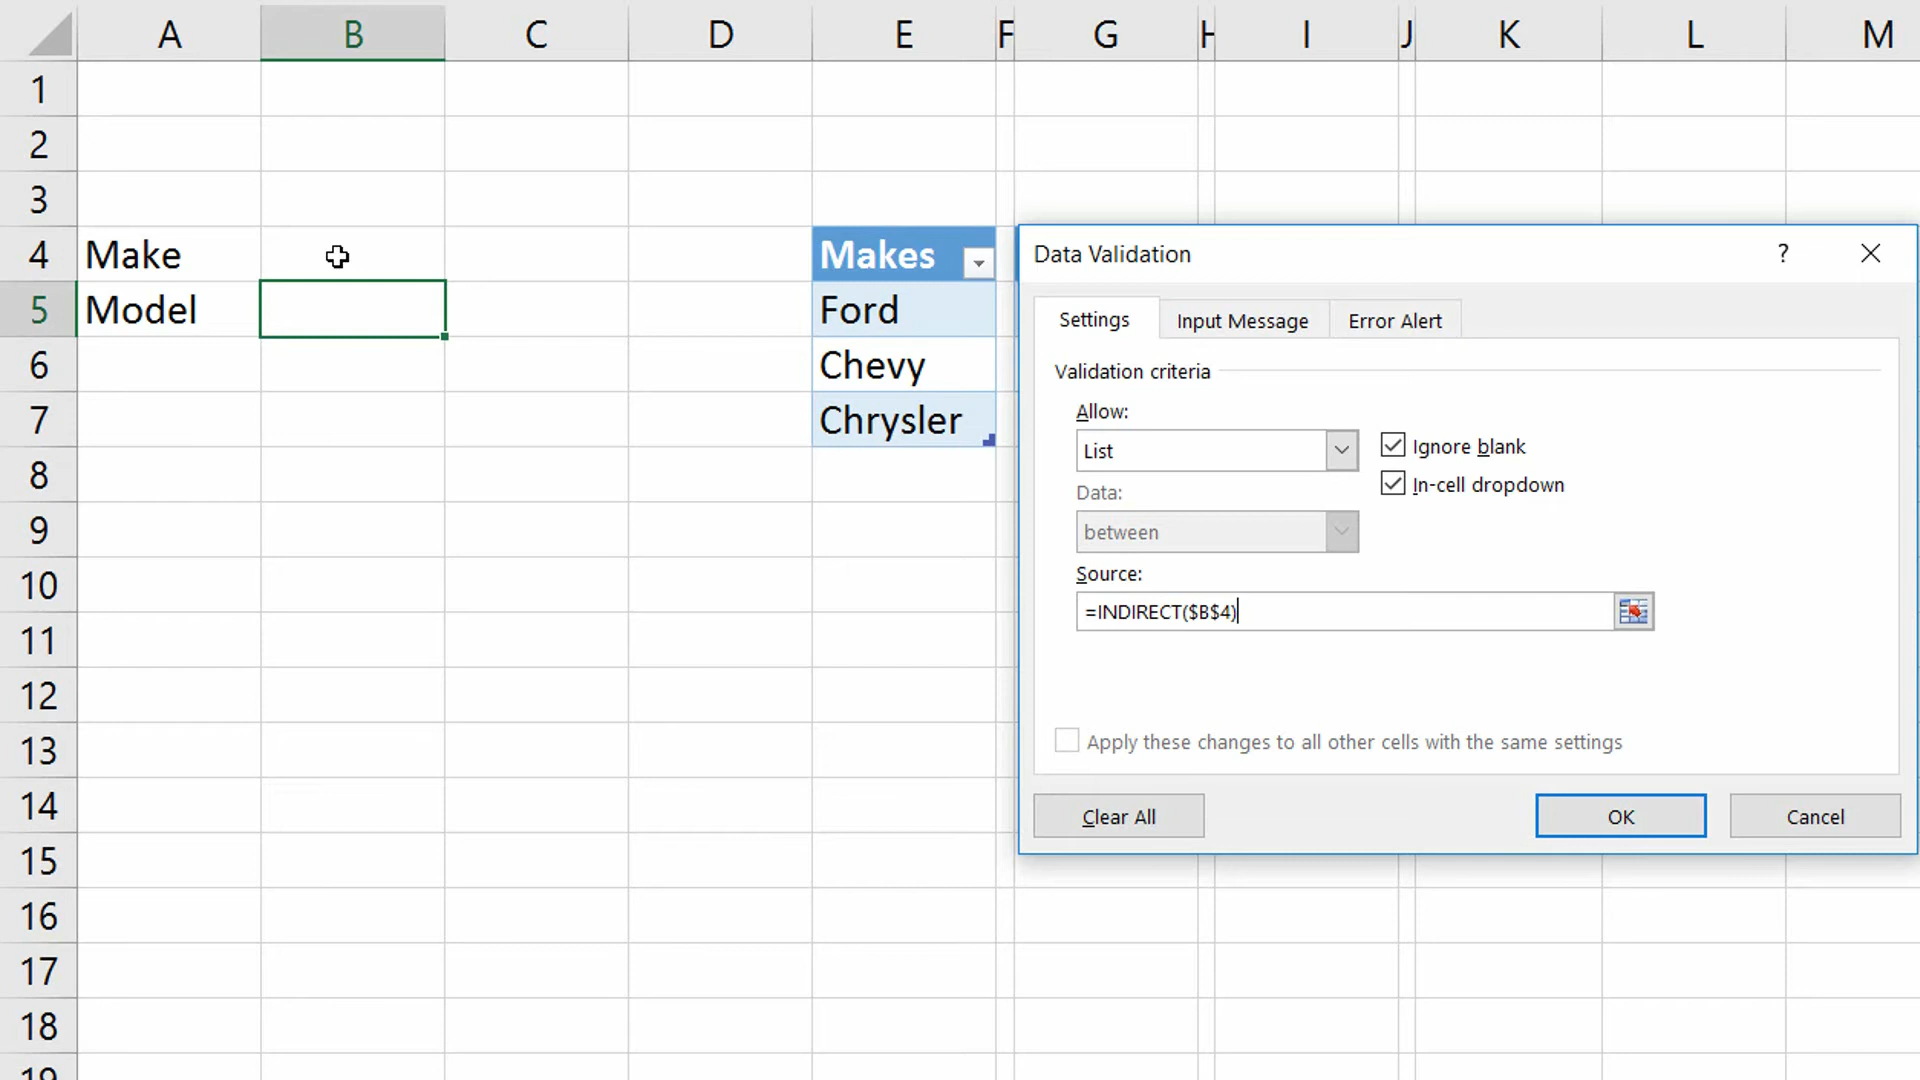 A B C D E F G H I J K L M
1
2
3
4 Make Makes
5 Model Ford
6 Chevy
7 Chrysler
8
9
10
11
12
13
14
15
16
17
18
19
Data Validation ?
Settings Input Message Error Alert
Validation criteria
Allow:
List Ignore blank
In-cell dropdown
Data:
between
Source:
=INDIRECT($B$4)
Apply these changes to all other cells with the same settings
Clear All OK Cancel